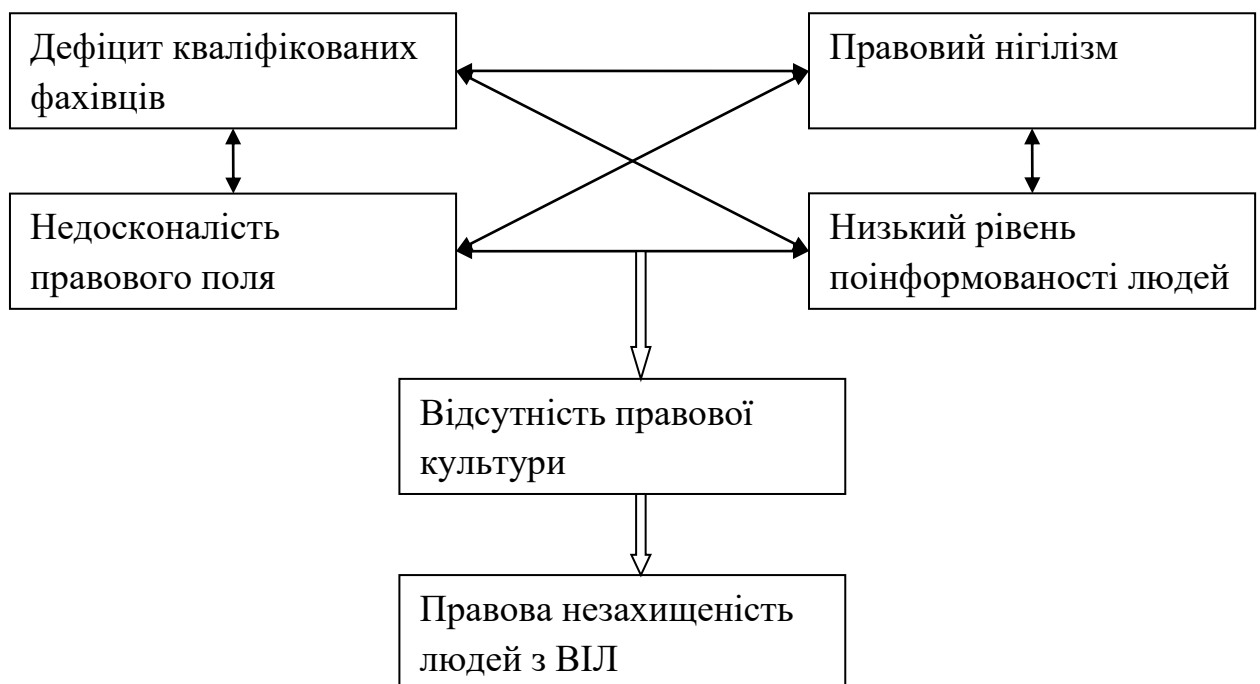 Дефіцит кваліфікованих
фахівців
Правовий нігілізм
Недосконалість
правового поля
Низький рівень
поінформованості людей
Відсутність правової
культури
Правова незахищеність
людей з ВІЛ